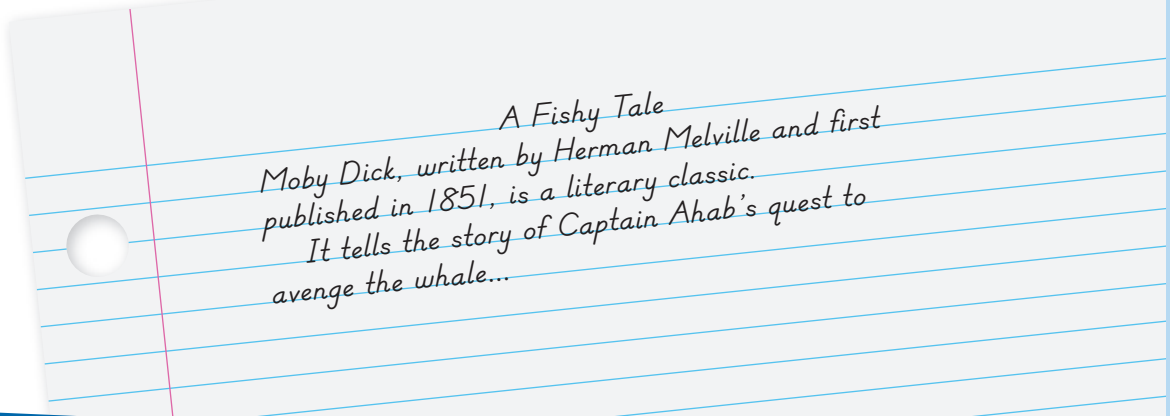 A Fishy Tale
Moby Dick, written by Herman Melville and first
published in 1851, is a literary classic.
It tells the story of Captain Ahab's quest to
avenge the whale...